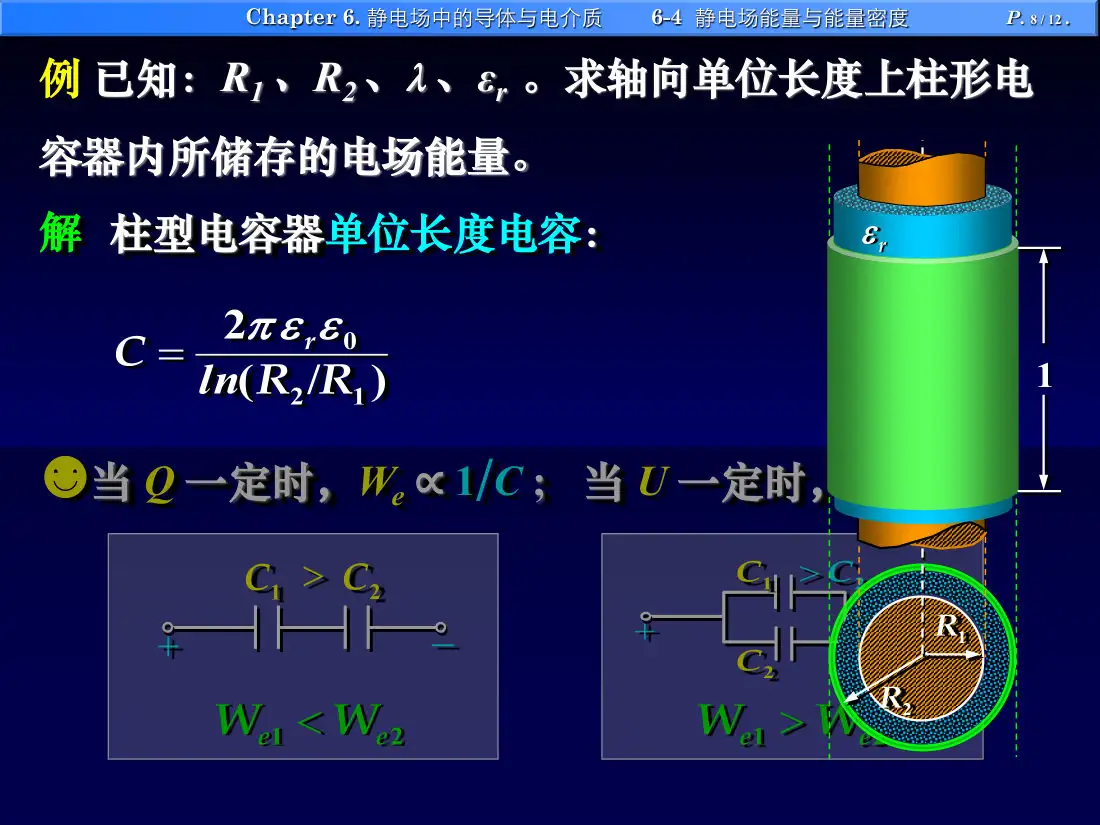 Chapter 6. 静电场中的导体与电介质 6-4 静电场能量与能量密度 P. 8 / 12 .
例 已知：R1 、R2 、λ 、εr 。求轴向单位长度上柱形电
容器内所储存的电场能量。
解 柱型电容器单位长度电容：
εr
C = 2πεrε0 / ln(R2/R1)
1
当 Q 一定时，We ∝ 1/C ； 当 U 一定时，
C1 > C2
+ −
We1 < We2
C1 > C
+
C2
We1 > We2
R1
R2